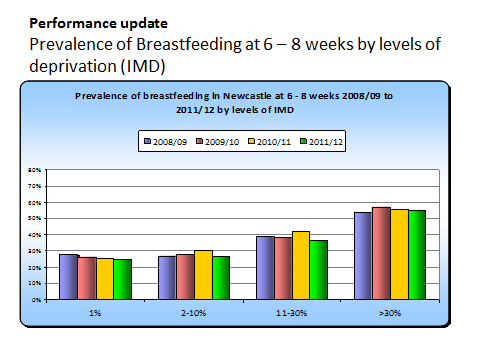 Performance update
Prevalence of Breastfeeding at 6 – 8 weeks by levels of
deprivation (IMD)
Prevalence of breastfeeding in Newcastle at 6 - 8 weeks 2008/09 to
2011/12 by levels of IMD
2008/09 2009/10 2010/11 2011/12
80%
70%
60%
50%
40%
30%
20%
10%
0%
1% 2-10% 11-30% >30%